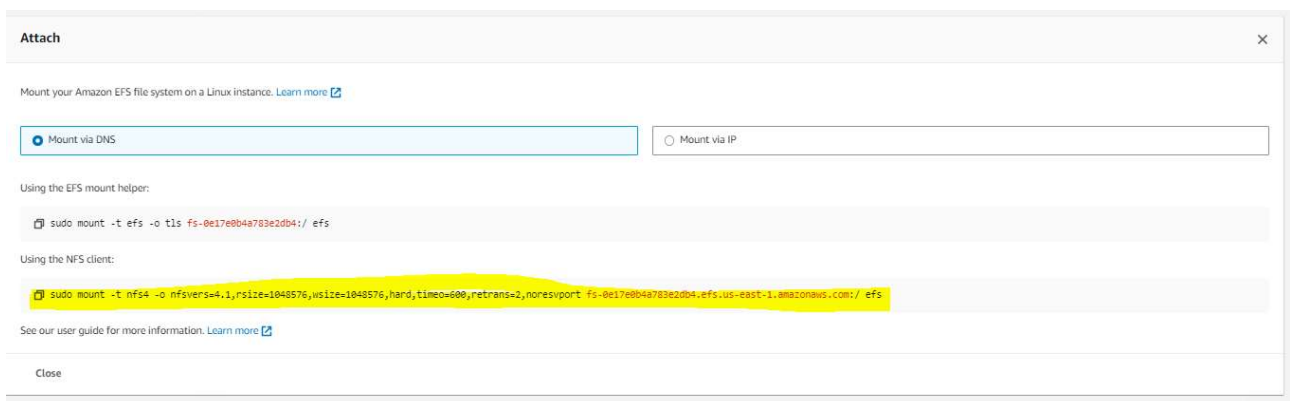 Attach
Mount your Amazon EFS file system on a Linux instance. Learn more
Mount via DNS
Mount via IP
Using the EFS mount helper:
sudo mount -t efs -o tls fs-0e17e0b4a783e2db4:/ efs
Using the NFS client:
sudo mount -t nfs4 -o nfsvers=4.1,rsize=1048576,wsize=1048576,hard,timeo=600,retrans=2,noresvport fs-0e17e0b4a783e2db4.efs.us-east-1.amazonaws.com:/ efs
See our user guide for more information. Learn more
Close